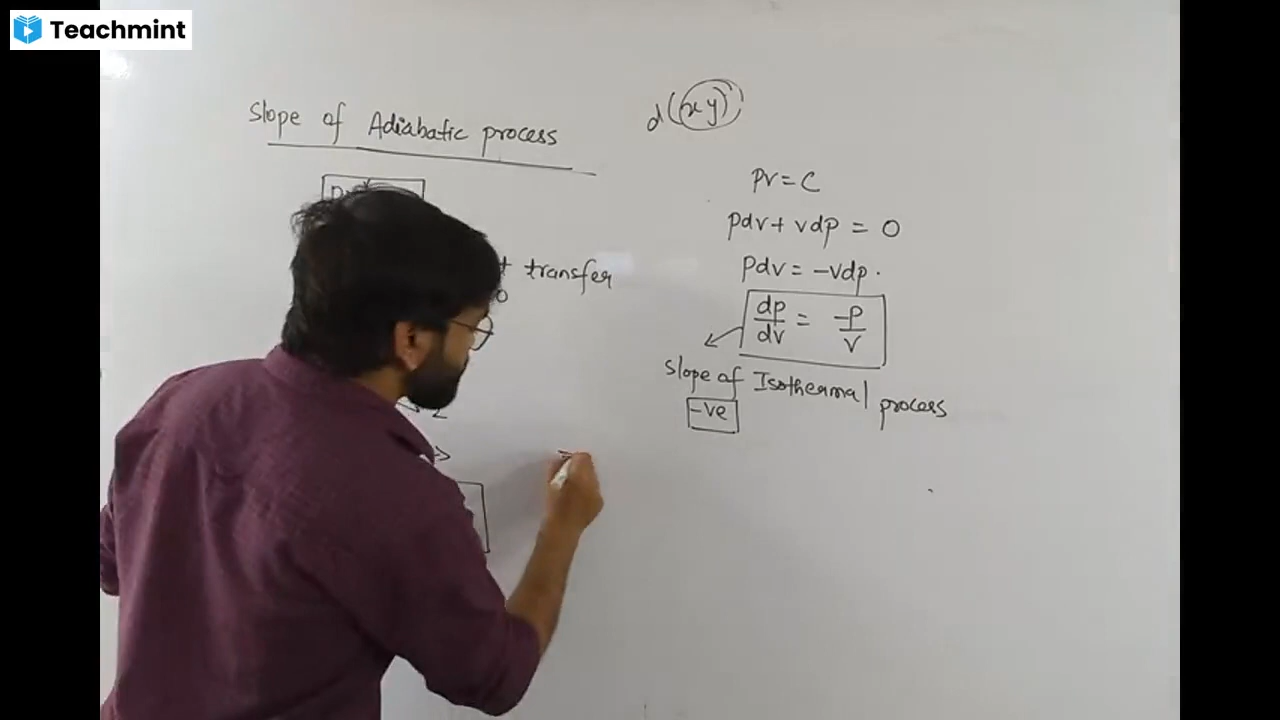 Teachmint
Slope of Adiabatic process
transfer
0
d(xy)
Pv = C
Pdv + vdp = 0
Pdv = -vdp.
dp/dv = -P/v
Slope of Isothermal process
-ve